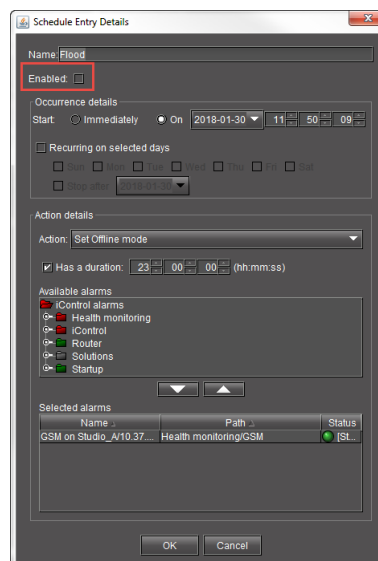 Schedule Entry Details
Name: Flood
Enabled:
Occurrence details
Start: Immediately On 2018-01-30 11 50 09
Recurring on selected days
Sun Mon Tue Wed Thu Fri Sat
Stop after 2018-01-30
Action details
Action: Set Offline mode
Has a duration: 23 00 00 (hh:mm:ss)
Available alarms
iControl alarms
Health monitoring
iControl
Router
Solutions
Startup
Selected alarms
Name Path Status
GSM on Studio_A/10.37.... Health monitoring/GSM [St...
OK Cancel